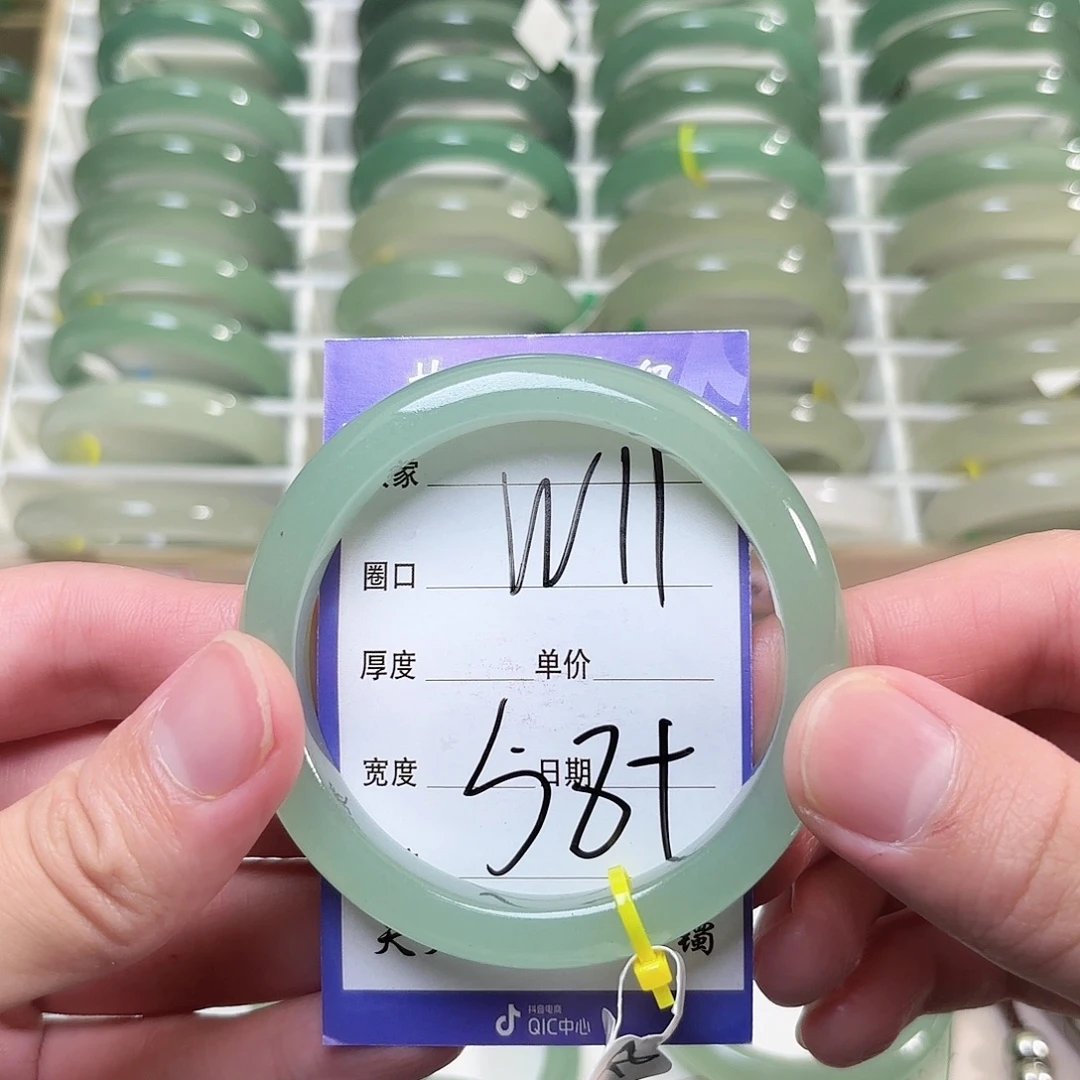 家 W11
圈口
厚度 单价
宽度 日期
58+
镯
抖音电商
QIC中心